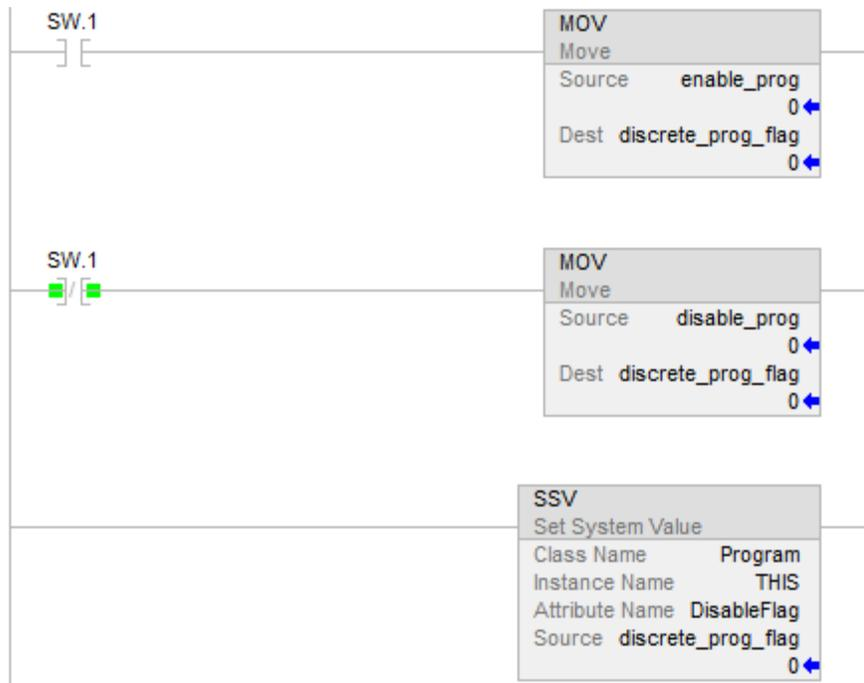 SW.1
MOV
Move
Source enable_prog
0
Dest discrete_prog_flag
0
SW.1
/
MOV
Move
Source disable_prog
0
Dest discrete_prog_flag
0
SSV
Set System Value
Class Name Program
Instance Name THIS
Attribute Name DisableFlag
Source discrete_prog_flag
0